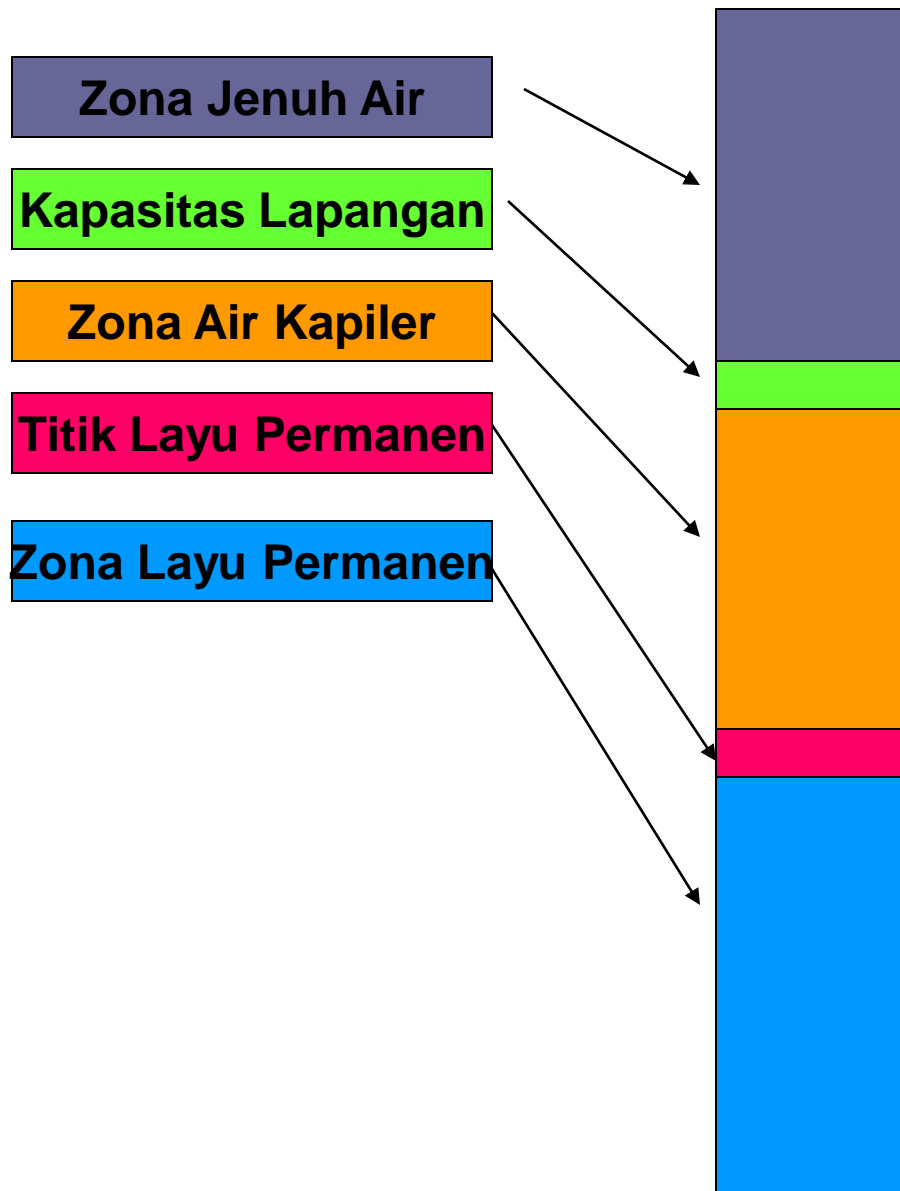 Zona Jenuh Air
Kapasitas Lapangan
Zona Air Kapiler
Titik Layu Permanen
Zona Layu Permanen